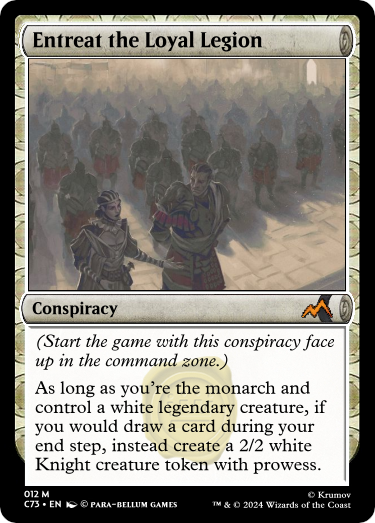 Entreat the Loyal Legion
Conspiracy
(Start the game with this conspiracy face
up in the command zone.)
As long as you're the monarch and
control a white legendary creature, if
you would draw a card during your
end step, instead create a 2/2 white
Knight creature token with prowess.
012 M
C73 • EN PARA-BELLUM GAMES
© Krumov
™ & © 2024 Wizards of the Coast